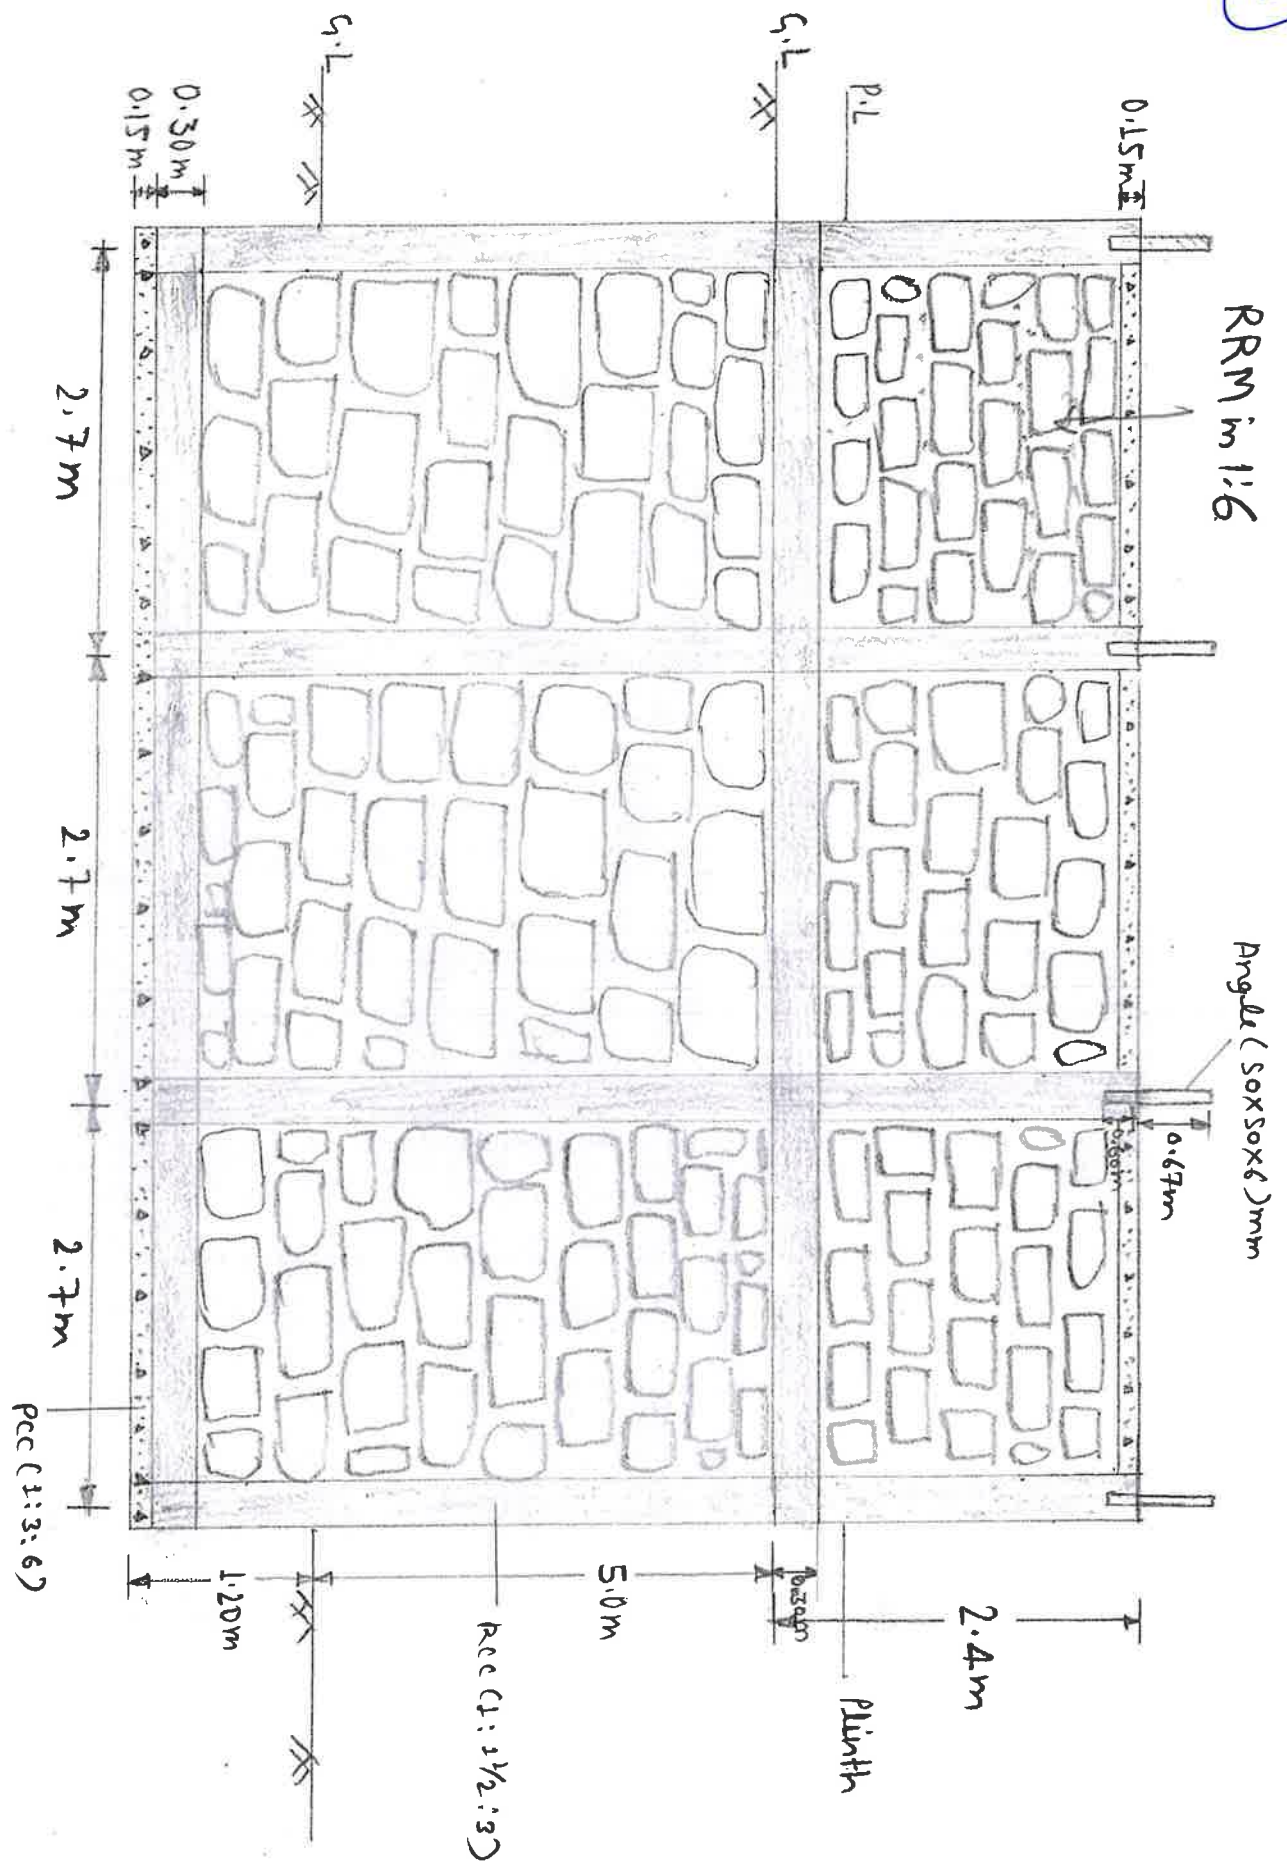 RRM in 1:6
Angle (50x50x6)mm
0.67m
0.15m
P.L
G.L
G.L
0.30m
0.15m
2.4m
0.30m
Plinth
5.0m
RCC (1:1½:3)
1.20m
2.7m
2.7m
2.7m
PCC (1:3:6)